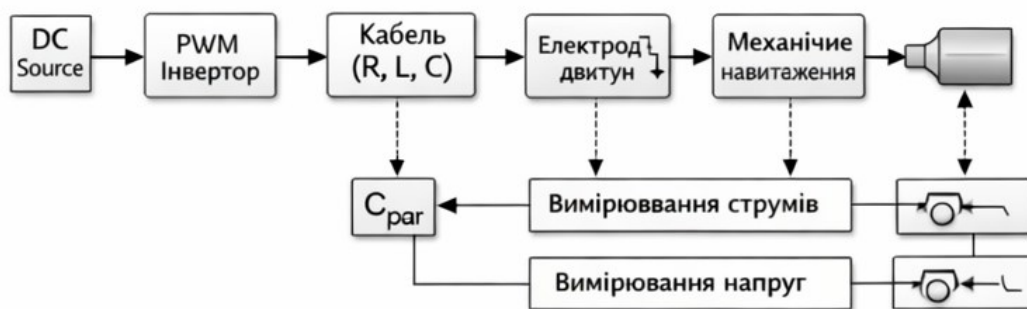 DC
Source
PWM
Інвертор
Кабель
(R, L, C)
Електрод
двитун
Механічие
навитаження
C par
Вимірюввання струмів
Вимірювання напруг